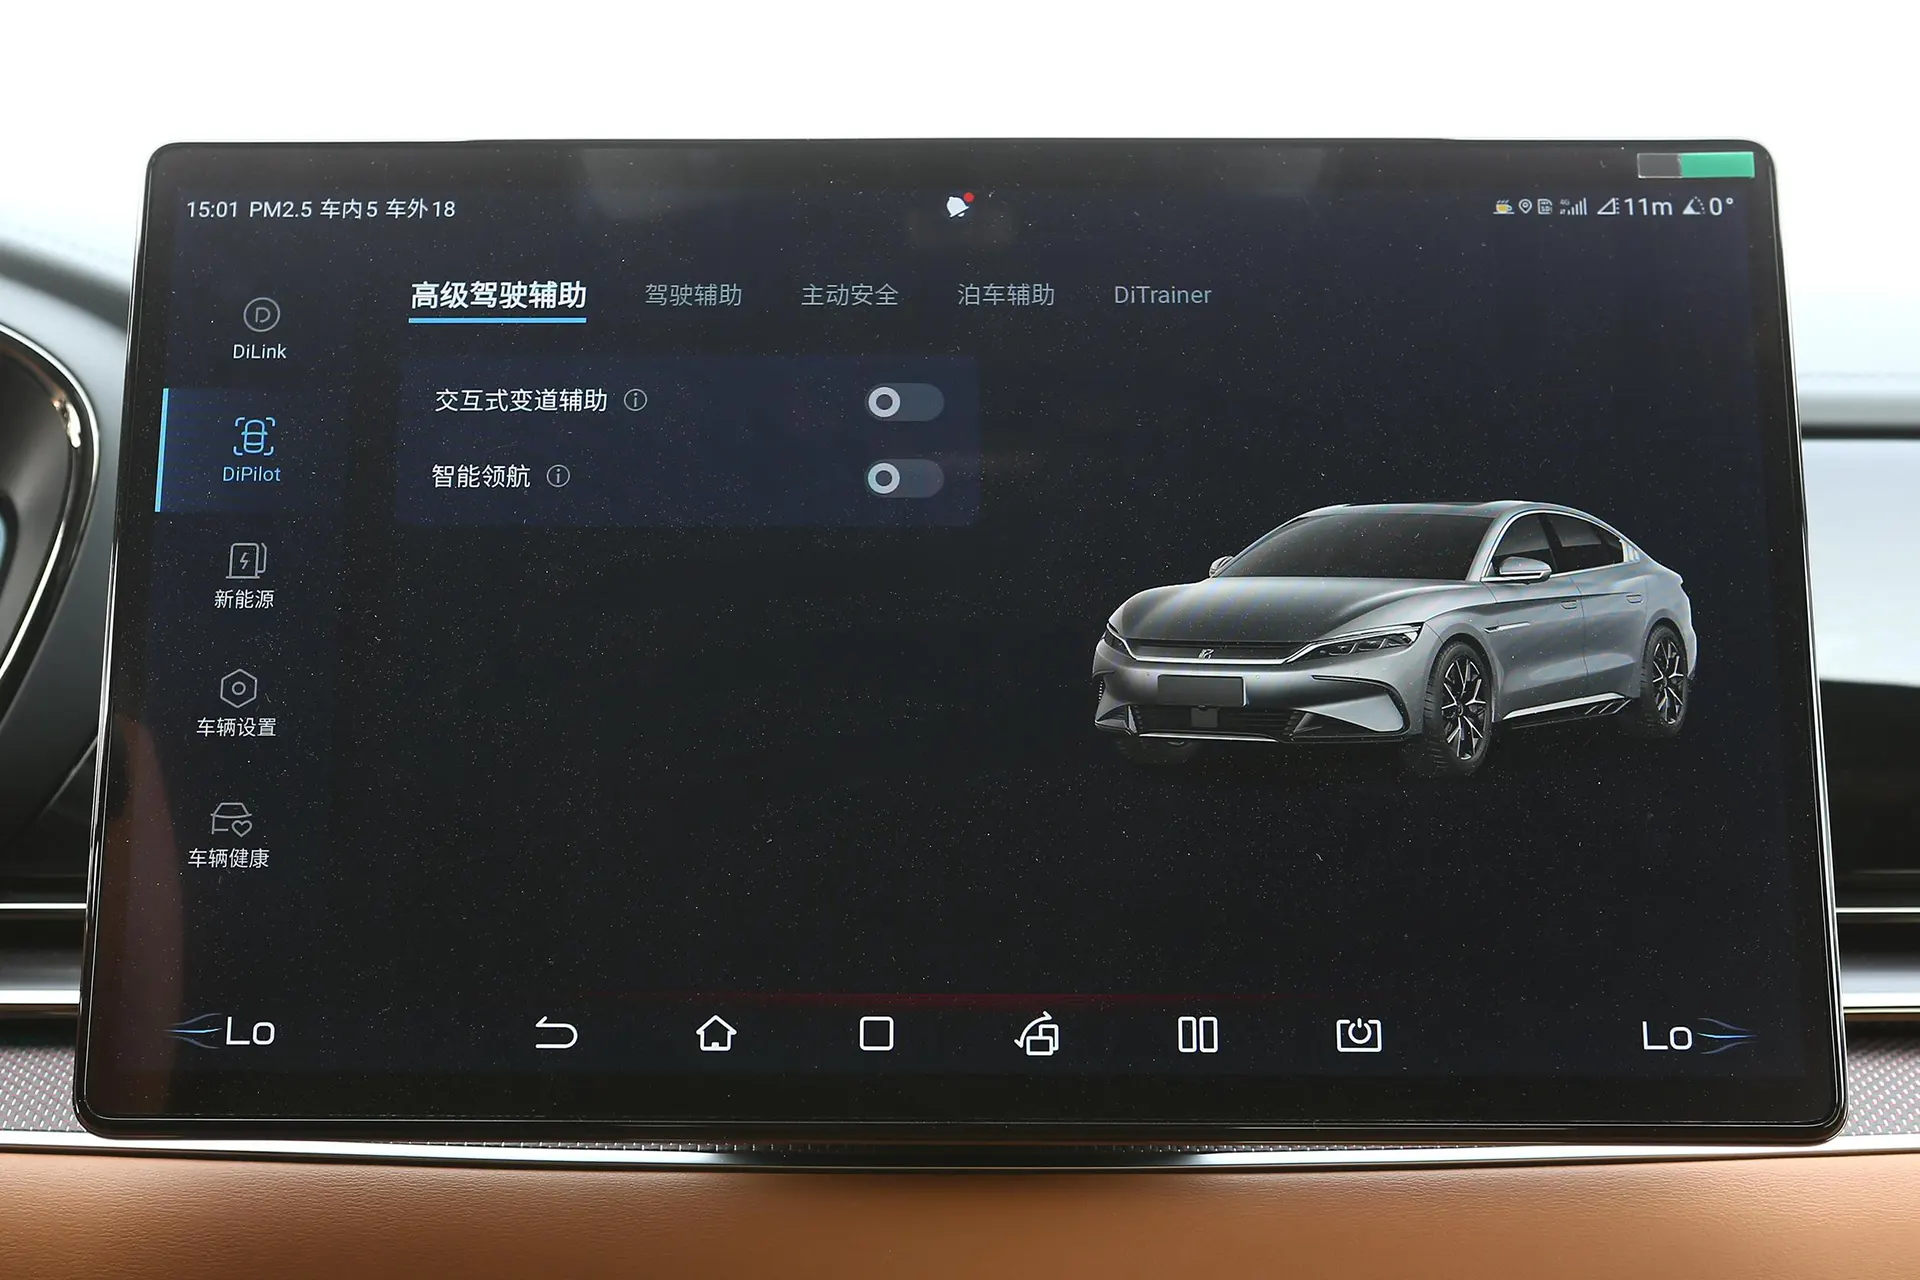 15:01 PM2.5 车内5 车外18
4G 11m 0°
高级驾驶辅助 驾驶辅助 主动安全 泊车辅助 DiTrainer
DiLink
交互式变道辅助
DiPilot
智能领航
新能源
车辆设置
车辆健康
Lo Lo